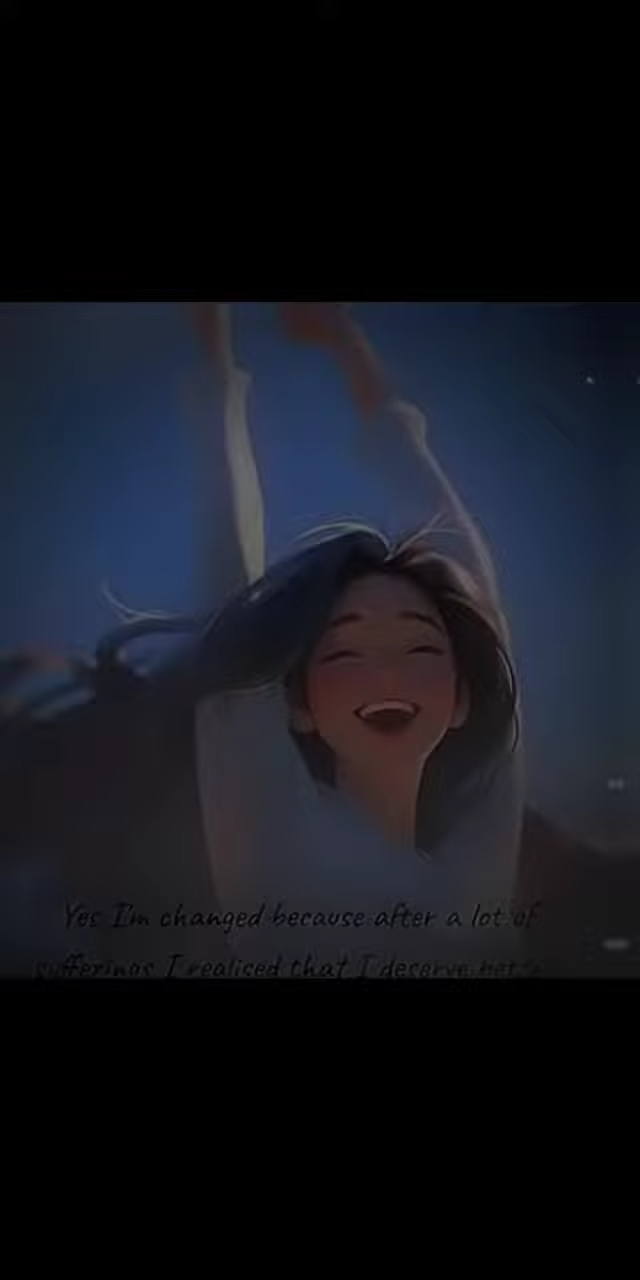 Yes I'm changed because after a lot of
sufferings I realised that I deserve